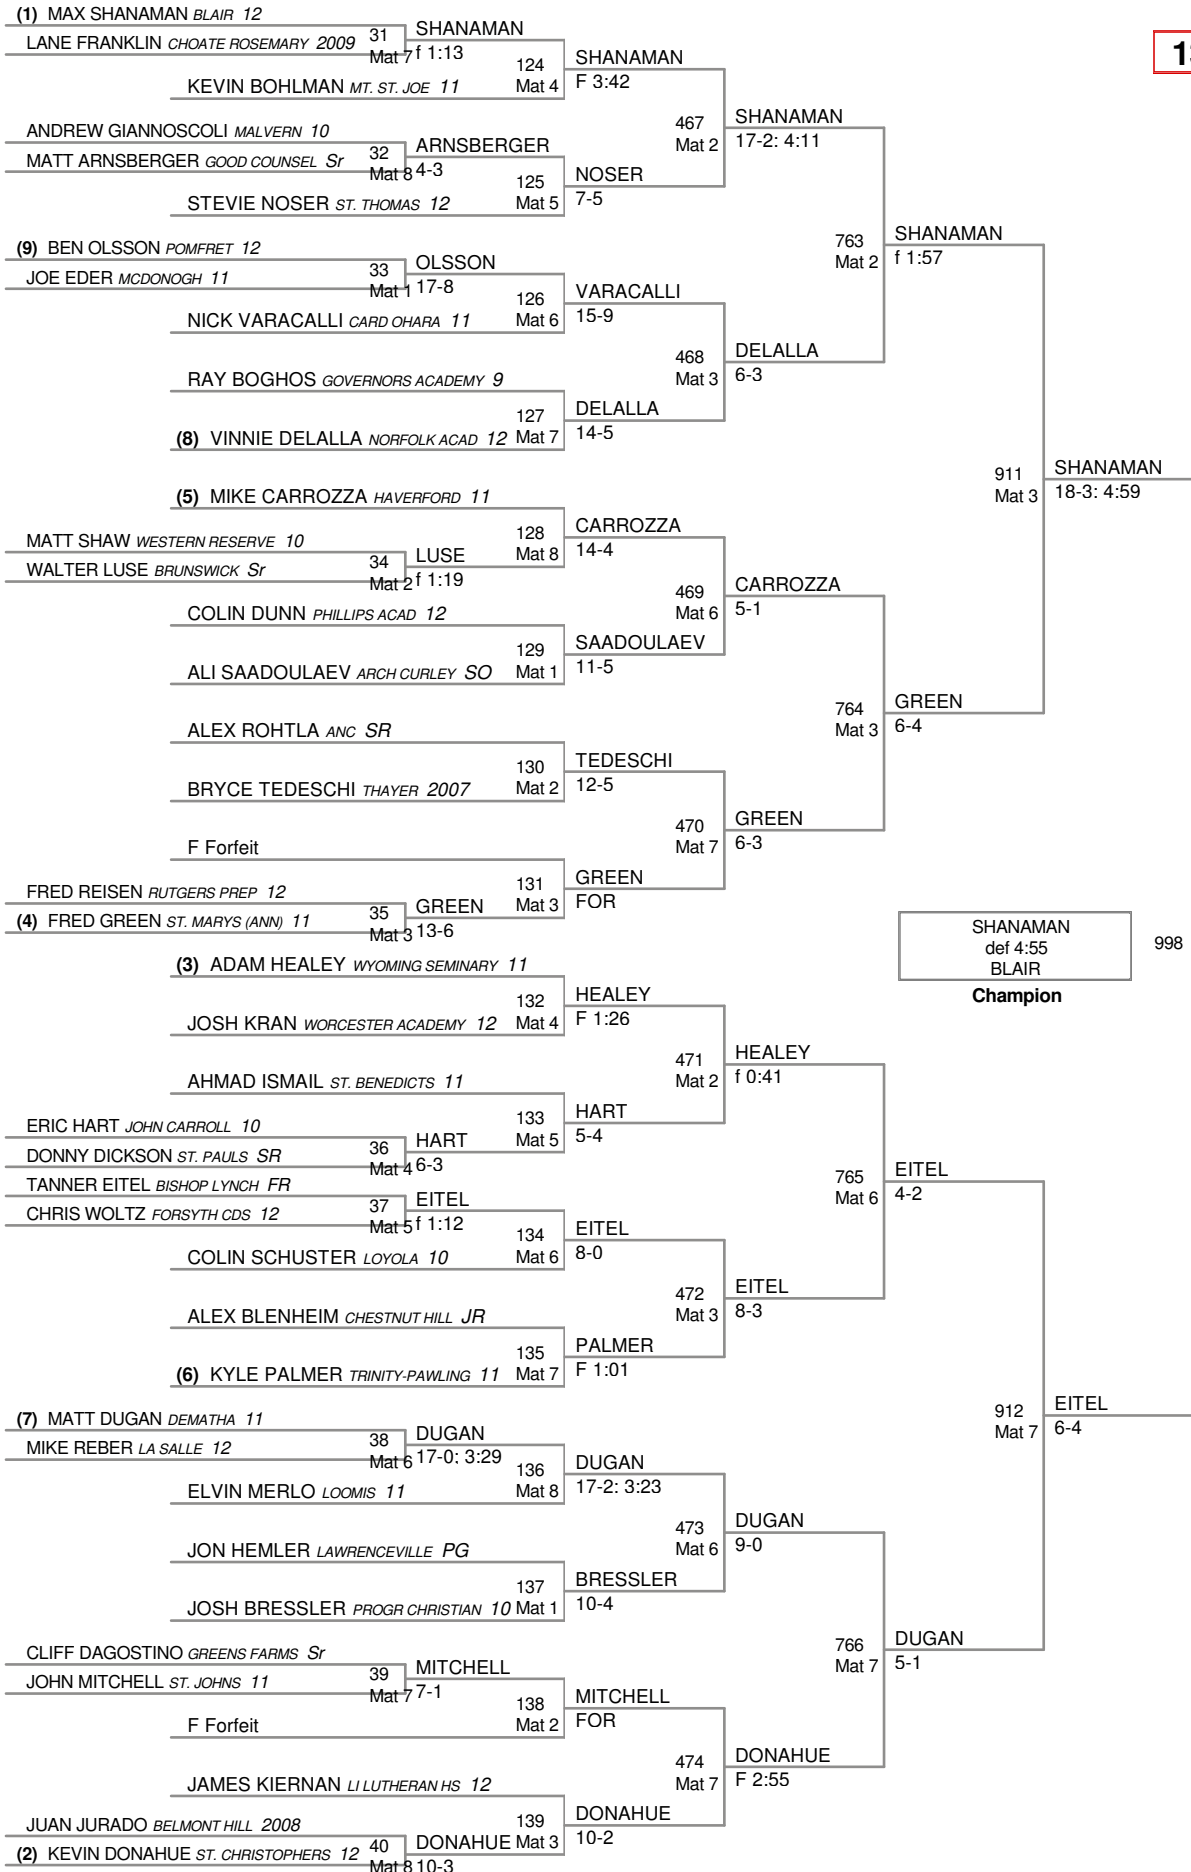 (1) MAX SHANAMAN BLAIR 12
13
LANE FRANKLIN CHOATE ROSEMARY 2009
31
Mat 7
SHANAMAN
f 1:13
KEVIN BOHLMAN MT. ST. JOE 11
124
Mat 4
SHANAMAN
F 3:42
ANDREW GIANNOSCOLI MALVERN 10
MATT ARNSBERGER GOOD COUNSEL Sr
32
Mat 8
ARNSBERGER
4-3
STEVIE NOSER ST. THOMAS 12
125
Mat 5
NOSER
7-5
467
Mat 2
SHANAMAN
17-2: 4:11
(9) BEN OLSSON POMFRET 12
JOE EDER MCDONOGH 11
33
Mat 1
OLSSON
17-8
NICK VARACALLI CARD OHARA 11
126
Mat 6
VARACALLI
15-9
RAY BOGHOS GOVERNORS ACADEMY 9
(8) VINNIE DELALLA NORFOLK ACAD 12
127
Mat 7
DELALLA
14-5
468
Mat 3
DELALLA
6-3
763
Mat 2
SHANAMAN
f 1:57
(5) MIKE CARROZZA HAVERFORD 11
MATT SHAW WESTERN RESERVE 10
WALTER LUSE BRUNSWICK Sr
34
Mat 2
LUSE
f 1:19
128
Mat 8
CARROZZA
14-4
COLIN DUNN PHILLIPS ACAD 12
ALI SAADOULAEV ARCH CURLEY SO
129
Mat 1
SAADOULAEV
11-5
469
Mat 6
CARROZZA
5-1
ALEX ROHTLA ANC SR
BRYCE TEDESCHI THAYER 2007
130
Mat 2
TEDESCHI
12-5
F Forfeit
FRED REISEN RUTGERS PREP 12
(4) FRED GREEN ST. MARYS (ANN) 11
35
Mat 3
GREEN
13-6
131
Mat 3
GREEN
FOR
470
Mat 7
GREEN
6-3
764
Mat 3
GREEN
6-4
911
Mat 3
SHANAMAN
18-3: 4:59
SHANAMAN
def 4:55
BLAIR
998
Champion
(3) ADAM HEALEY WYOMING SEMINARY 11
JOSH KRAN WORCESTER ACADEMY 12
132
Mat 4
HEALEY
F 1:26
AHMAD ISMAIL ST. BENEDICTS 11
ERIC HART JOHN CARROLL 10
DONNY DICKSON ST. PAULS SR
36
Mat 4
HART
6-3
133
Mat 5
HART
5-4
471
Mat 2
HEALEY
f 0:41
TANNER EITEL BISHOP LYNCH FR
CHRIS WOLTZ FORSYTH CDS 12
37
Mat 5
EITEL
f 1:12
COLIN SCHUSTER LOYOLA 10
134
Mat 6
EITEL
8-0
ALEX BLENHEIM CHESTNUT HILL JR
(6) KYLE PALMER TRINITY-PAWLING 11
135
Mat 7
PALMER
F 1:01
472
Mat 3
EITEL
8-3
765
Mat 6
EITEL
4-2
(7) MATT DUGAN DEMATHA 11
MIKE REBER LA SALLE 12
38
Mat 6
DUGAN
17-0: 3:29
ELVIN MERLO LOOMIS 11
136
Mat 8
DUGAN
17-2: 3:23
JON HEMLER LAWRENCEVILLE PG
JOSH BRESSLER PROGR CHRISTIAN 10
137
Mat 1
BRESSLER
10-4
473
Mat 6
DUGAN
9-0
CLIFF DAGOSTINO GREENS FARMS Sr
JOHN MITCHELL ST. JOHNS 11
39
Mat 7
MITCHELL
7-1
F Forfeit
138
Mat 2
MITCHELL
FOR
JAMES KIERNAN LI LUTHERAN HS 12
JUAN JURADO BELMONT HILL 2008
(2) KEVIN DONAHUE ST. CHRISTOPHERS 12
40
Mat 8
DONAHUE
10-3
139
Mat 3
DONAHUE
10-2
474
Mat 7
DONAHUE
F 2:55
766
Mat 7
DUGAN
5-1
912
Mat 7
EITEL
6-4